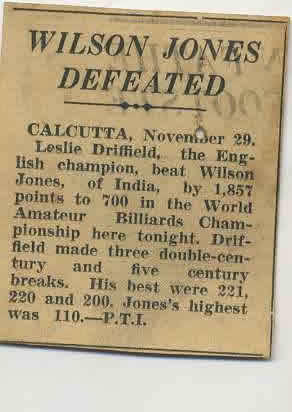 WILSON JONES
DEFEATED
CALCUTTA, November 29.
Leslie Driffield, the Eng-
lish champion, beat Wilson
Jones, of India, by 1,857
points to 700 in the World
Amateur Billiards Cham-
pionship here tonight. Drif-
field made three double-cen-
tury and five century
breaks. His best were 221,
220 and 200. Jones's highest
was 110.—P.T.I.